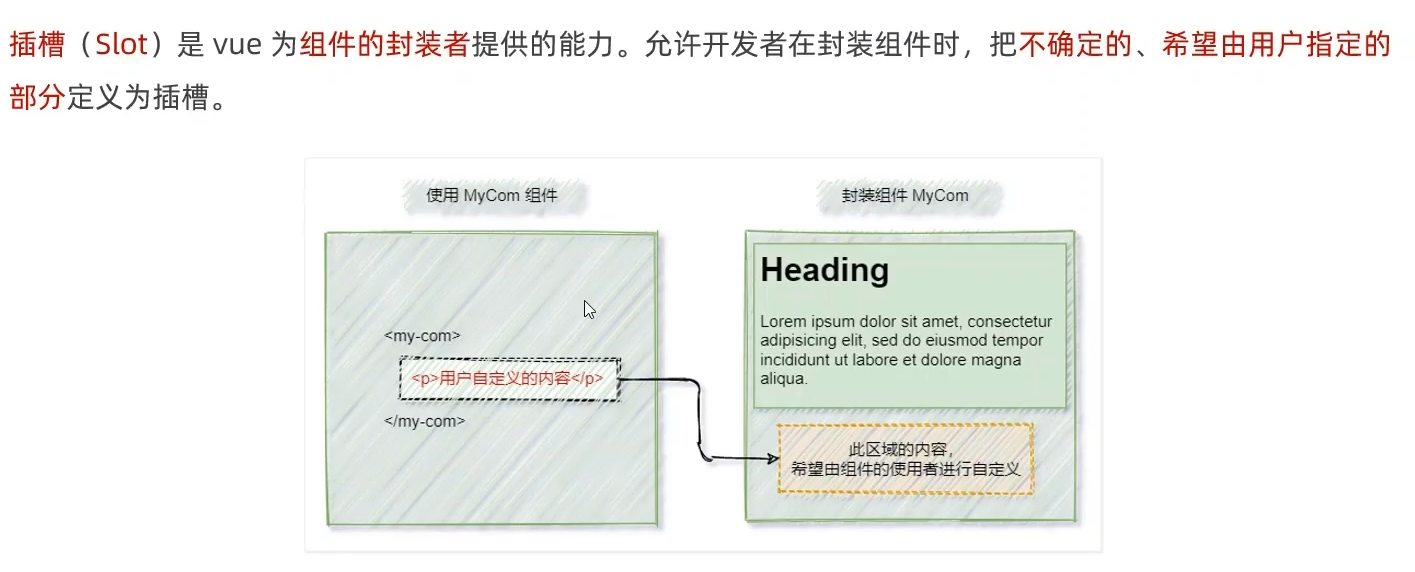 插槽（Slot）是 vue 为组件的封装者提供的能力。允许开发者在封装组件时，把不确定的、希望由用户指定的
部分定义为插槽。
使用 MyCom 组件
<my-com>
<p>用户自定义的内容</p>
</my-com>
封装组件 MyCom
Heading
Lorem ipsum dolor sit amet, consectetur
adipisicing elit, sed do eiusmod tempor
incididunt ut labore et dolore magna
aliqua.
此区域的内容，
希望由组件的使用者进行自定义